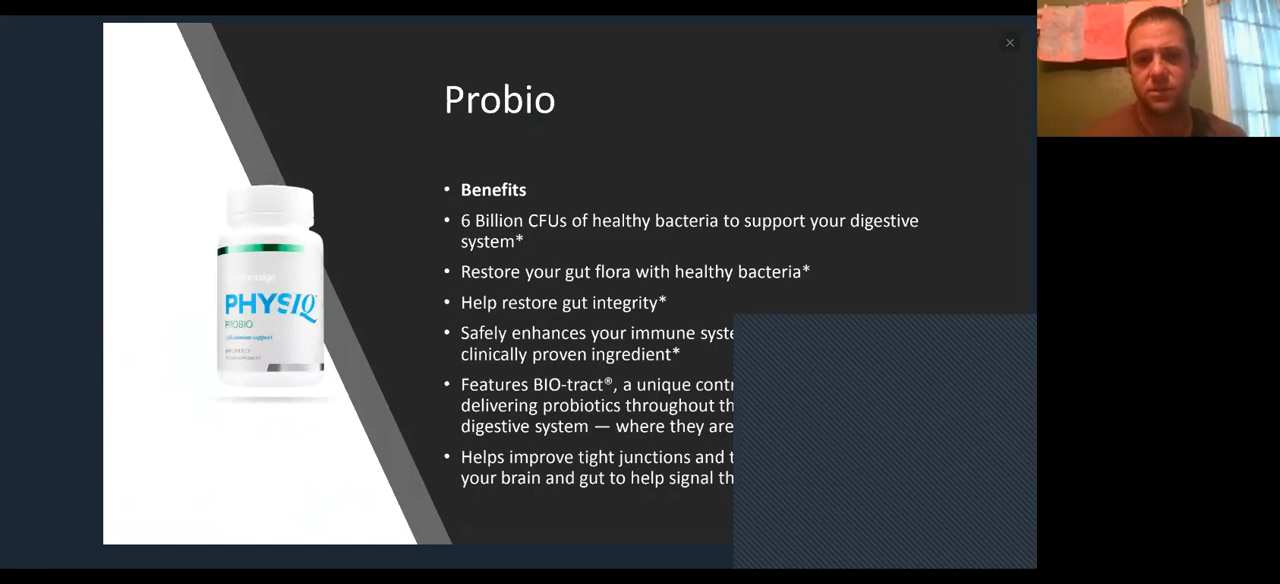 Probio
• Benefits
• 6 Billion CFUs of healthy bacteria to support your digestive
system*
• Restore your gut flora with healthy bacteria*
• Help restore gut integrity*
• Safely enhances your immune syste
clinically proven ingredient*
• Features BIO-tract®, a unique contr
delivering probiotics throughout th
digestive system — where they are
• Helps improve tight junctions and t
your brain and gut to help signal th
PHYSIQ
PROBIO